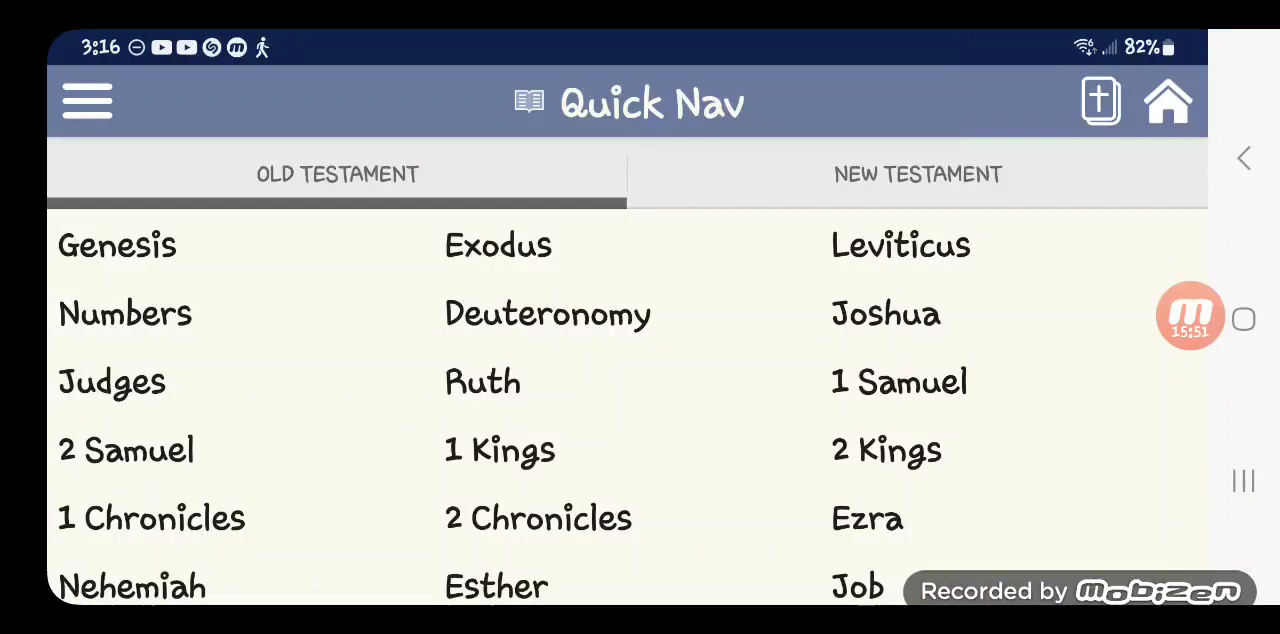 3:16 82%
Quick Nav
OLD TESTAMENT NEW TESTAMENT
Genesis Exodus Leviticus
Numbers Deuteronomy Joshua
15:51
Judges Ruth 1 Samuel
2 Samuel 1 Kings 2 Kings
1 Chronicles 2 Chronicles Ezra
Nehemiah Esther Job
Recorded by mobizen